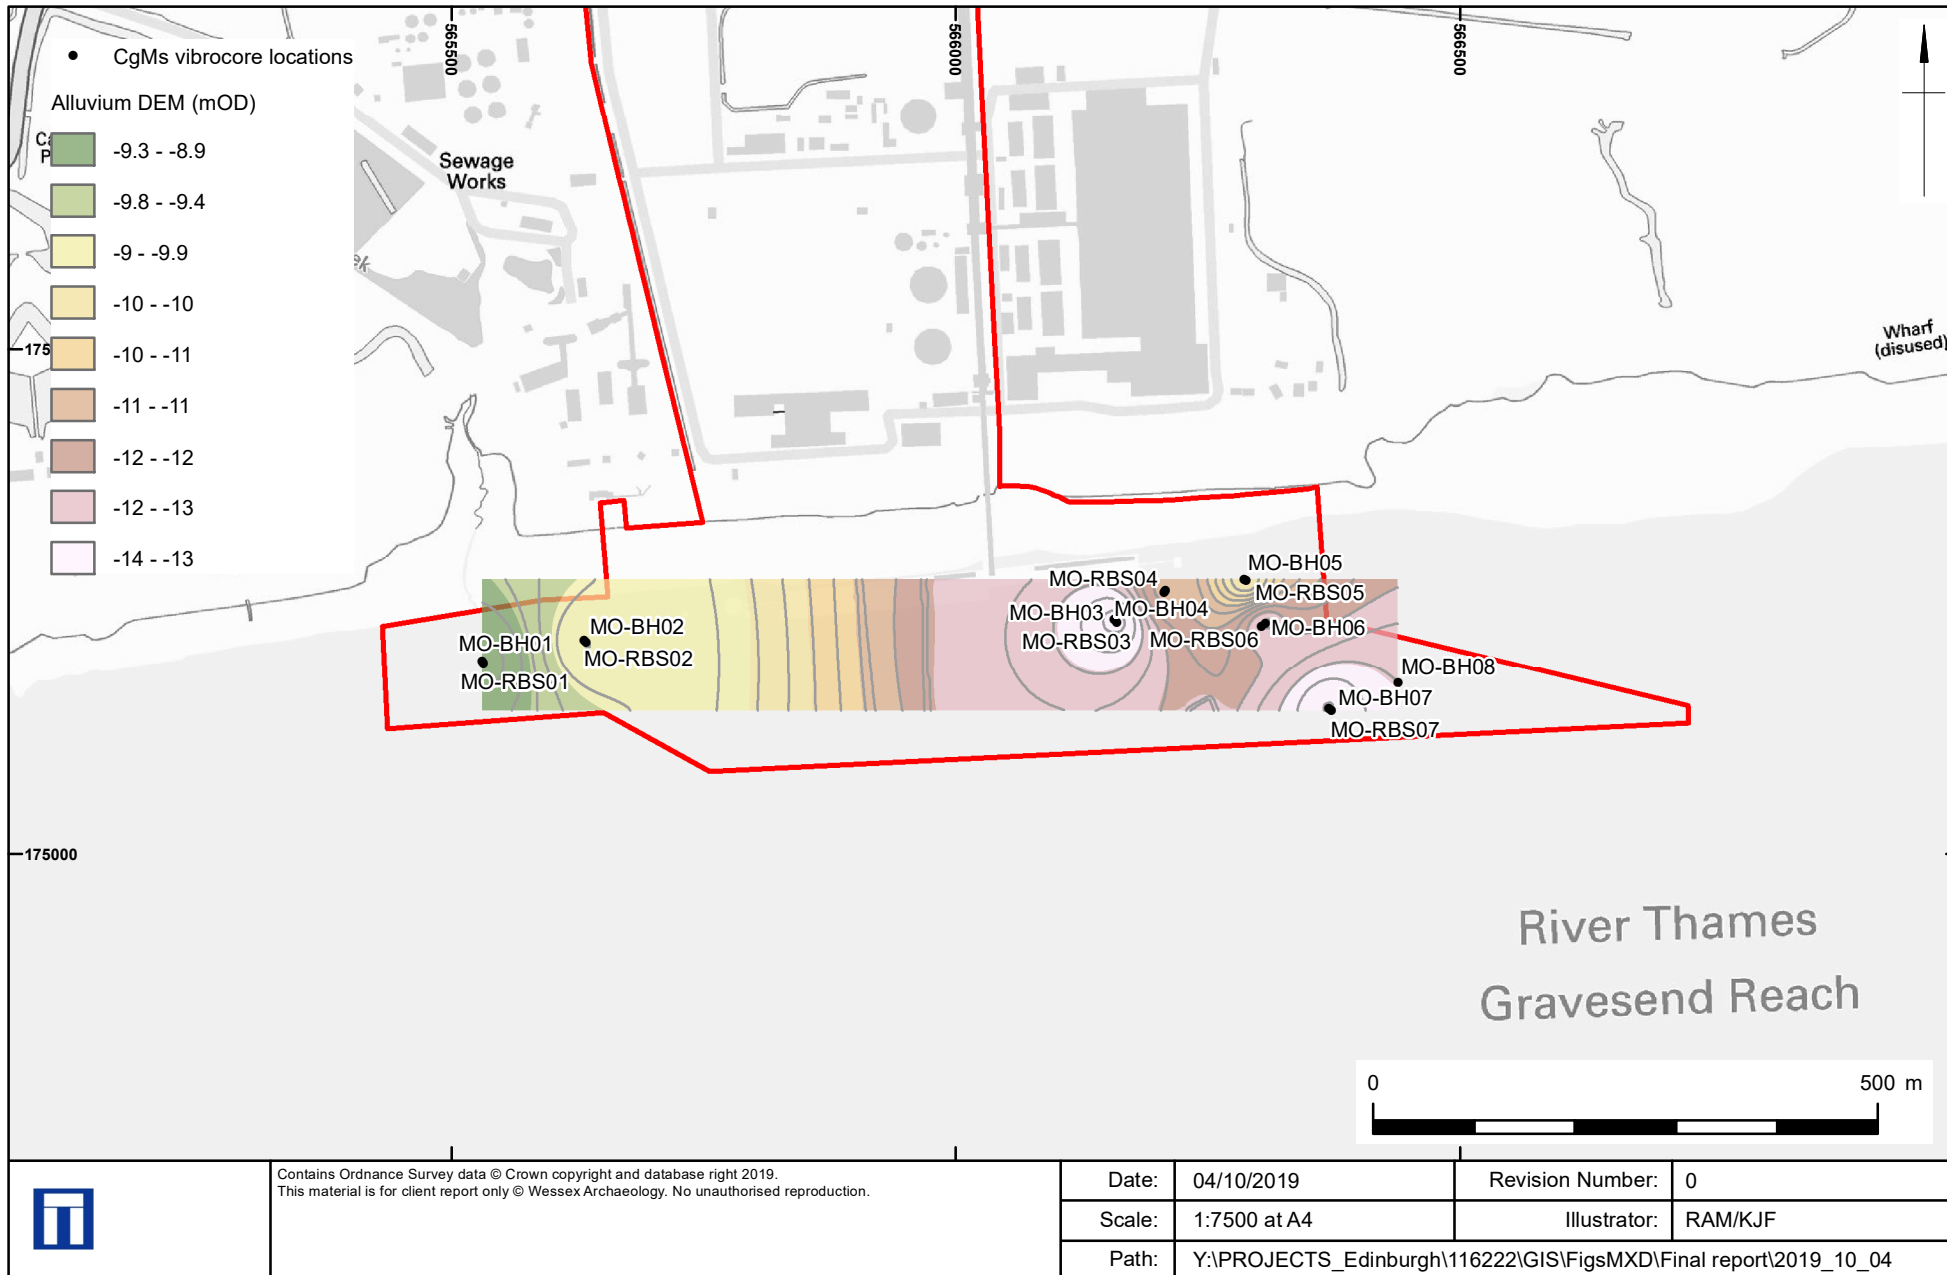 CgMs vibrocore locations
Alluvium DEM (mOD)
-9.3 - -8.9
-9.8 - -9.4
-9 - -9.9
-10 - -10
-10 - -11
-11 - -11
-12 - -12
-12 - -13
-14 - -13
565500
566000
566500
Sewage
Works
Wharf
(disused)
175
175000
MO-BH01
MO-RBS01
MO-BH02
MO-RBS02
MO-RBS04
MO-BH03
MO-BH04
MO-RBS03
MO-BH05
MO-RBS05
MO-RBS06
MO-BH06
MO-BH08
MO-BH07
MO-RBS07
River Thames
Gravesend Reach
0 500 m
Contains Ordnance Survey data © Crown copyright and database right 2019.
This material is for client report only © Wessex Archaeology. No unauthorised reproduction.
Date: 04/10/2019 Revision Number: 0
Scale: 1:7500 at A4 Illustrator: RAM/KJF
Path: Y:\PROJECTS_Edinburgh\116222\GIS\FigsMXD\Final report\2019_10_04